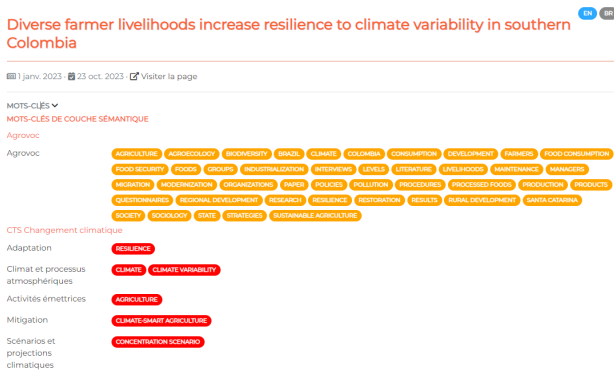 EN BR
Diverse farmer livelihoods increase resilience to climate variability in southern
Colombia
1 janv. 2023 · 23 oct. 2023 · Visiter la page
MOTS-CLÉS
MOTS-CLÉS DE COUCHE SÉMANTIQUE
Agrovoc
Agrovoc AGRICULTURE AGROECOLOGY BIODIVERSITY BRAZIL CLIMATE COLOMBIA CONSUMPTION DEVELOPMENT FARMERS FOOD CONSUMPTION
FOOD SECURITY FOODS GROUPS INDUSTRIALIZATION INTERVIEWS LEVELS LITERATURE LIVELIHOODS MAINTENANCE MANAGERS
MIGRATION MODERNIZATION ORGANIZATIONS PAPER POLICIES POLLUTION PROCEDURES PROCESSED FOODS PRODUCTION PRODUCTS
QUESTIONNAIRES REGIONAL DEVELOPMENT RESEARCH RESILIENCE RESTORATION RESULTS RURAL DEVELOPMENT SANTA CATARINA
SOCIETY SOCIOLOGY STATE STRATEGIES SUSTAINABLE AGRICULTURE
CTS Changement climatique
Adaptation RESILIENCE
Climat et processus CLIMATE CLIMATE VARIABILITY
atmosphériques
Activités émettrices AGRICULTURE
Mitigation CLIMATE-SMART AGRICULTURE
Scénarios et CONCENTRATION SCENARIO
projections
climatiques